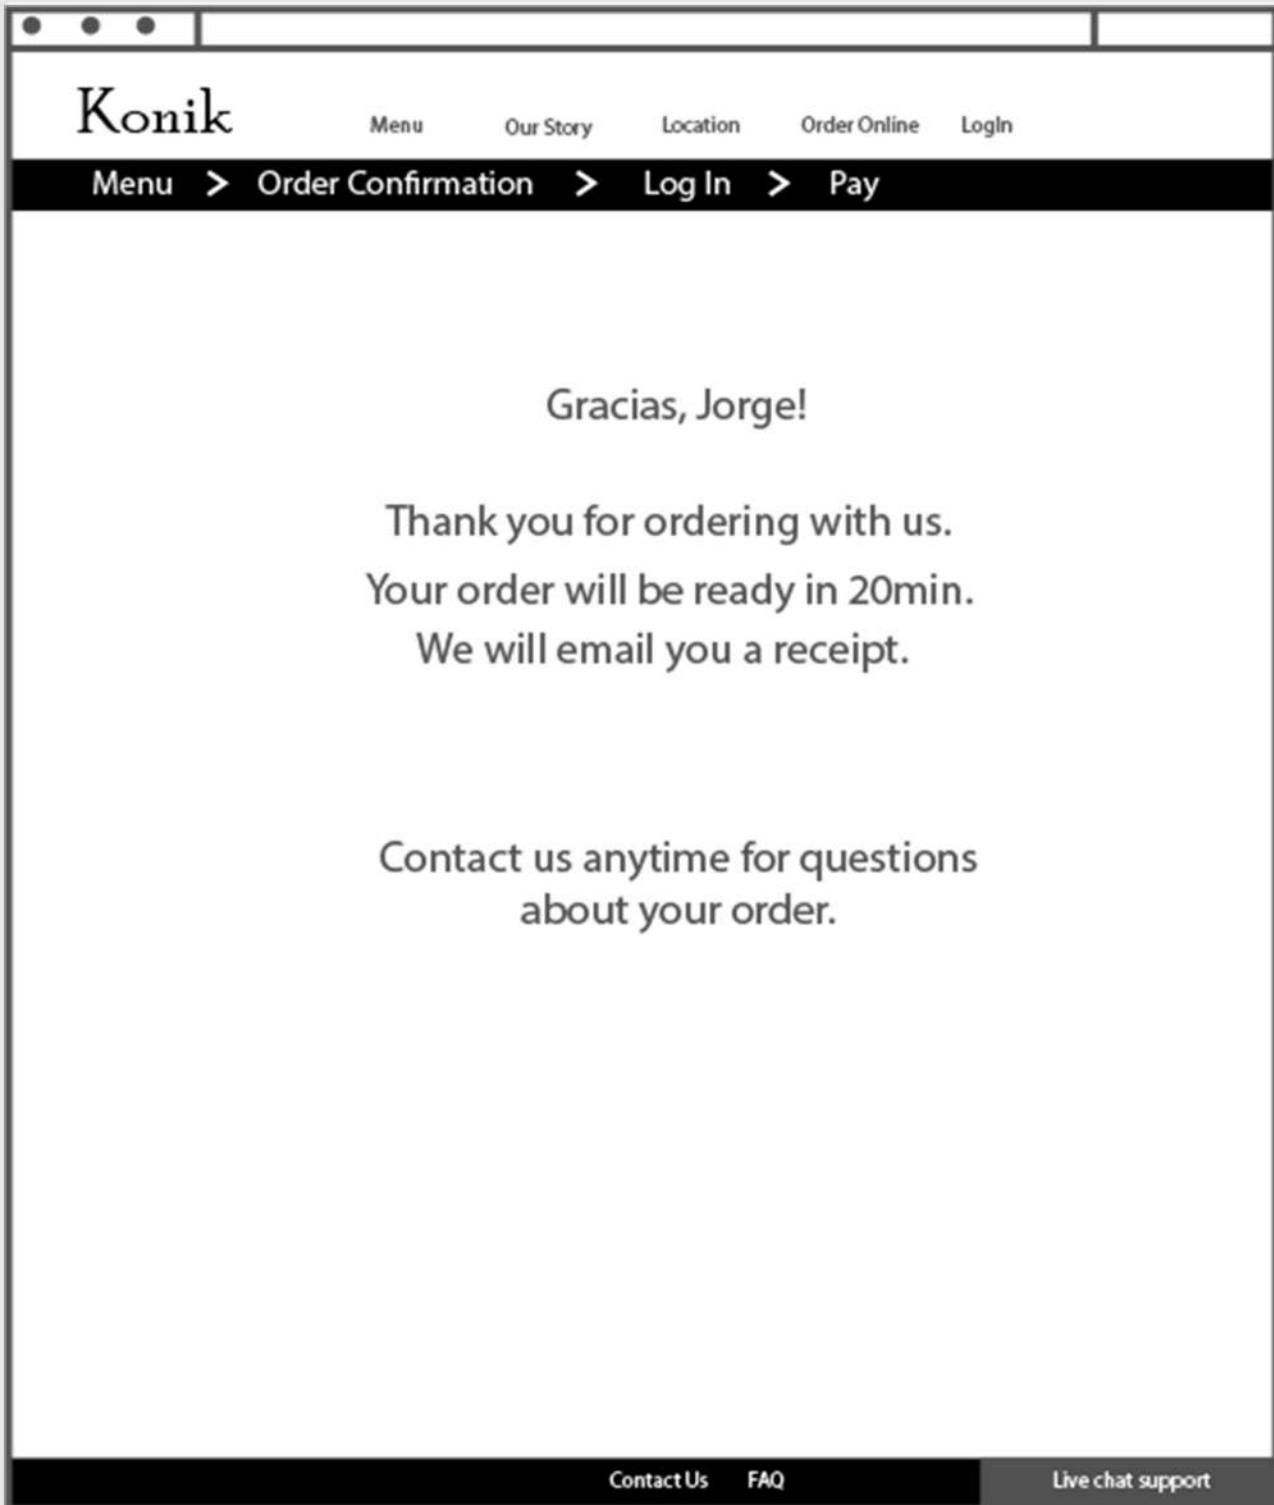 Konik
Menu Our Story Location Order Online LogIn
Menu > Order Confirmation > Log In > Pay
Gracias, Jorge!
Thank you for ordering with us.
Your order will be ready in 20min.
We will email you a receipt.
Contact us anytime for questions
about your order.
Contact Us FAQ Live chat support